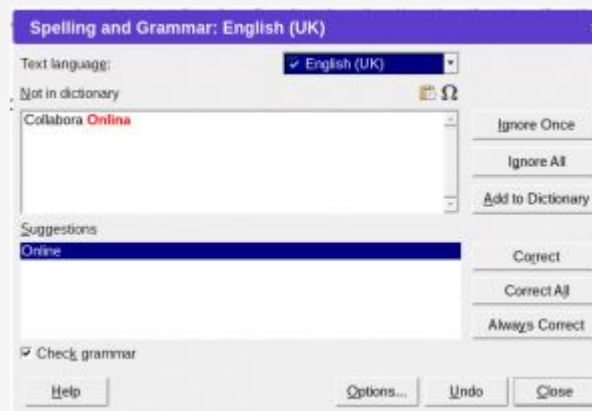 Spelling and Grammar: English (UK)
Text language: English (UK)
Not in dictionary Ω
Collabora Onlina
Ignore Once
Ignore All
Add to Dictionary
Suggestions
Online
Correct
Correct All
Always Correct
Check grammar
Help Options... Undo Close